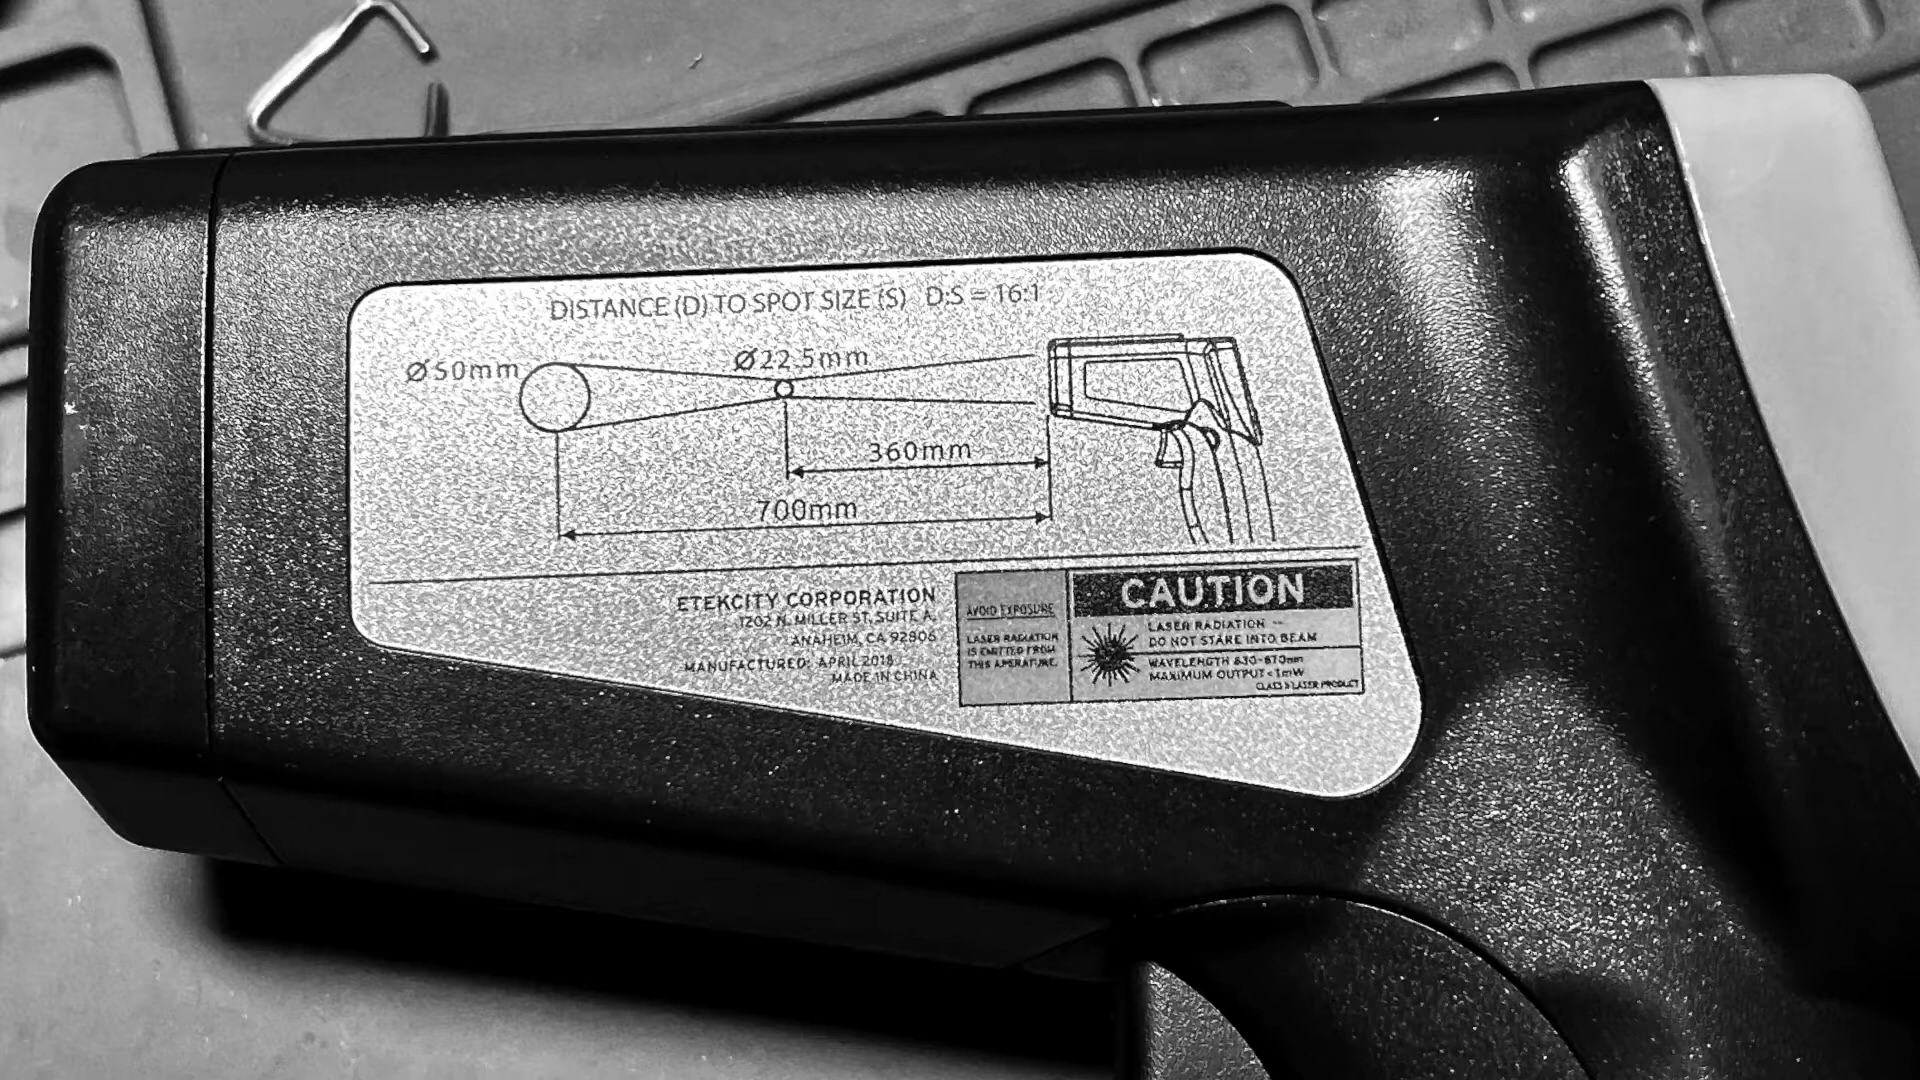 DISTANCE (D) TO SPOT SIZE (S) D:S = 16:1
Ø50mm
Ø22.5mm
360mm
700mm
ETEKCITY CORPORATION
1202 N. MILLER ST, SUITE A,
ANAHEIM, CA 92806
MANUFACTURED: APRIL 2018
MADE IN CHINA
AVOID EXPOSURE
LASER RADIATION
IS EMITTED FROM
THIS APERATURE.
CAUTION
LASER RADIATION -
DO NOT STARE INTO BEAM
WAVELENGTH 630-670nm
MAXIMUM OUTPUT <1mW
CLASS LASER PRODUCT